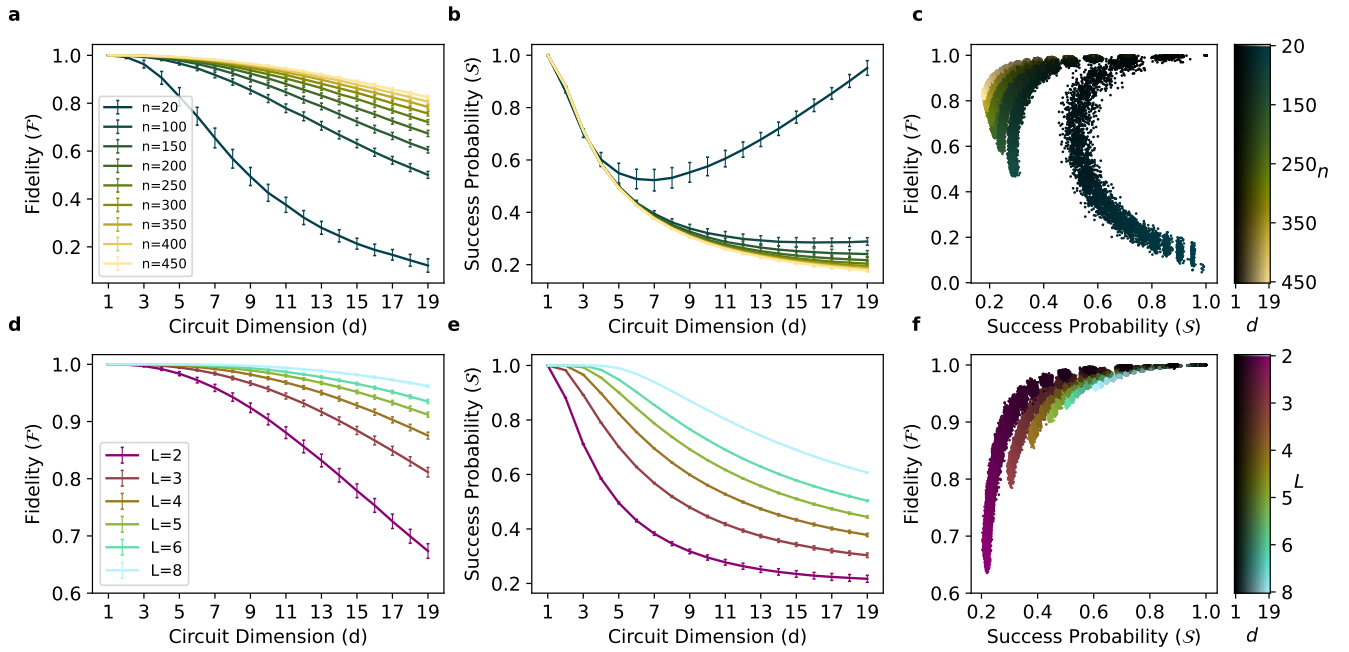 a
b
c
Fidelity (ℱ)
1.0
0.8
0.6
0.4
0.2
n=20
n=100
n=150
n=200
n=250
n=300
n=350
n=400
n=450
1 3 5 7 9 11 13 15 17 19
Circuit Dimension (d)
Success Probability (𝒮)
1.0
0.8
0.6
0.4
0.2
1 3 5 7 9 11 13 15 17 19
Circuit Dimension (d)
Fidelity (ℱ)
1.0
0.8
0.6
0.4
0.2
0.0
0.2 0.4 0.6 0.8 1.0
Success Probability (𝒮)
20
150
250
350
450
n
1 19
d
d
e
f
Fidelity (ℱ)
1.0
0.9
0.8
0.7
0.6
L=2
L=3
L=4
L=5
L=6
L=8
1 3 5 7 9 11 13 15 17 19
Circuit Dimension (d)
Success Probability (𝒮)
1.0
0.8
0.6
0.4
0.2
1 3 5 7 9 11 13 15 17 19
Circuit Dimension (d)
Fidelity (ℱ)
1.0
0.9
0.8
0.7
0.6
0.2 0.4 0.6 0.8 1.0
Success Probability (𝒮)
2
3
4
5
6
8
L
1 19
d